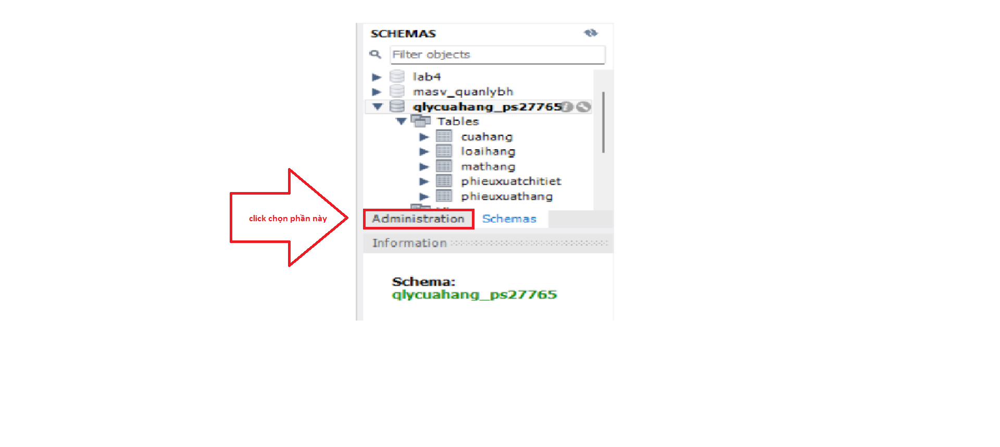 SCHEMAS
Filter objects
lab4
masv_quanlybh
qlycuahang_ps27765
Tables
cuahang
loaihang
mathang
phieuxuatchitiet
phieuxuathang
click chọn phần này
Administration Schemas
Information
Schema:
qlycuahang_ps27765